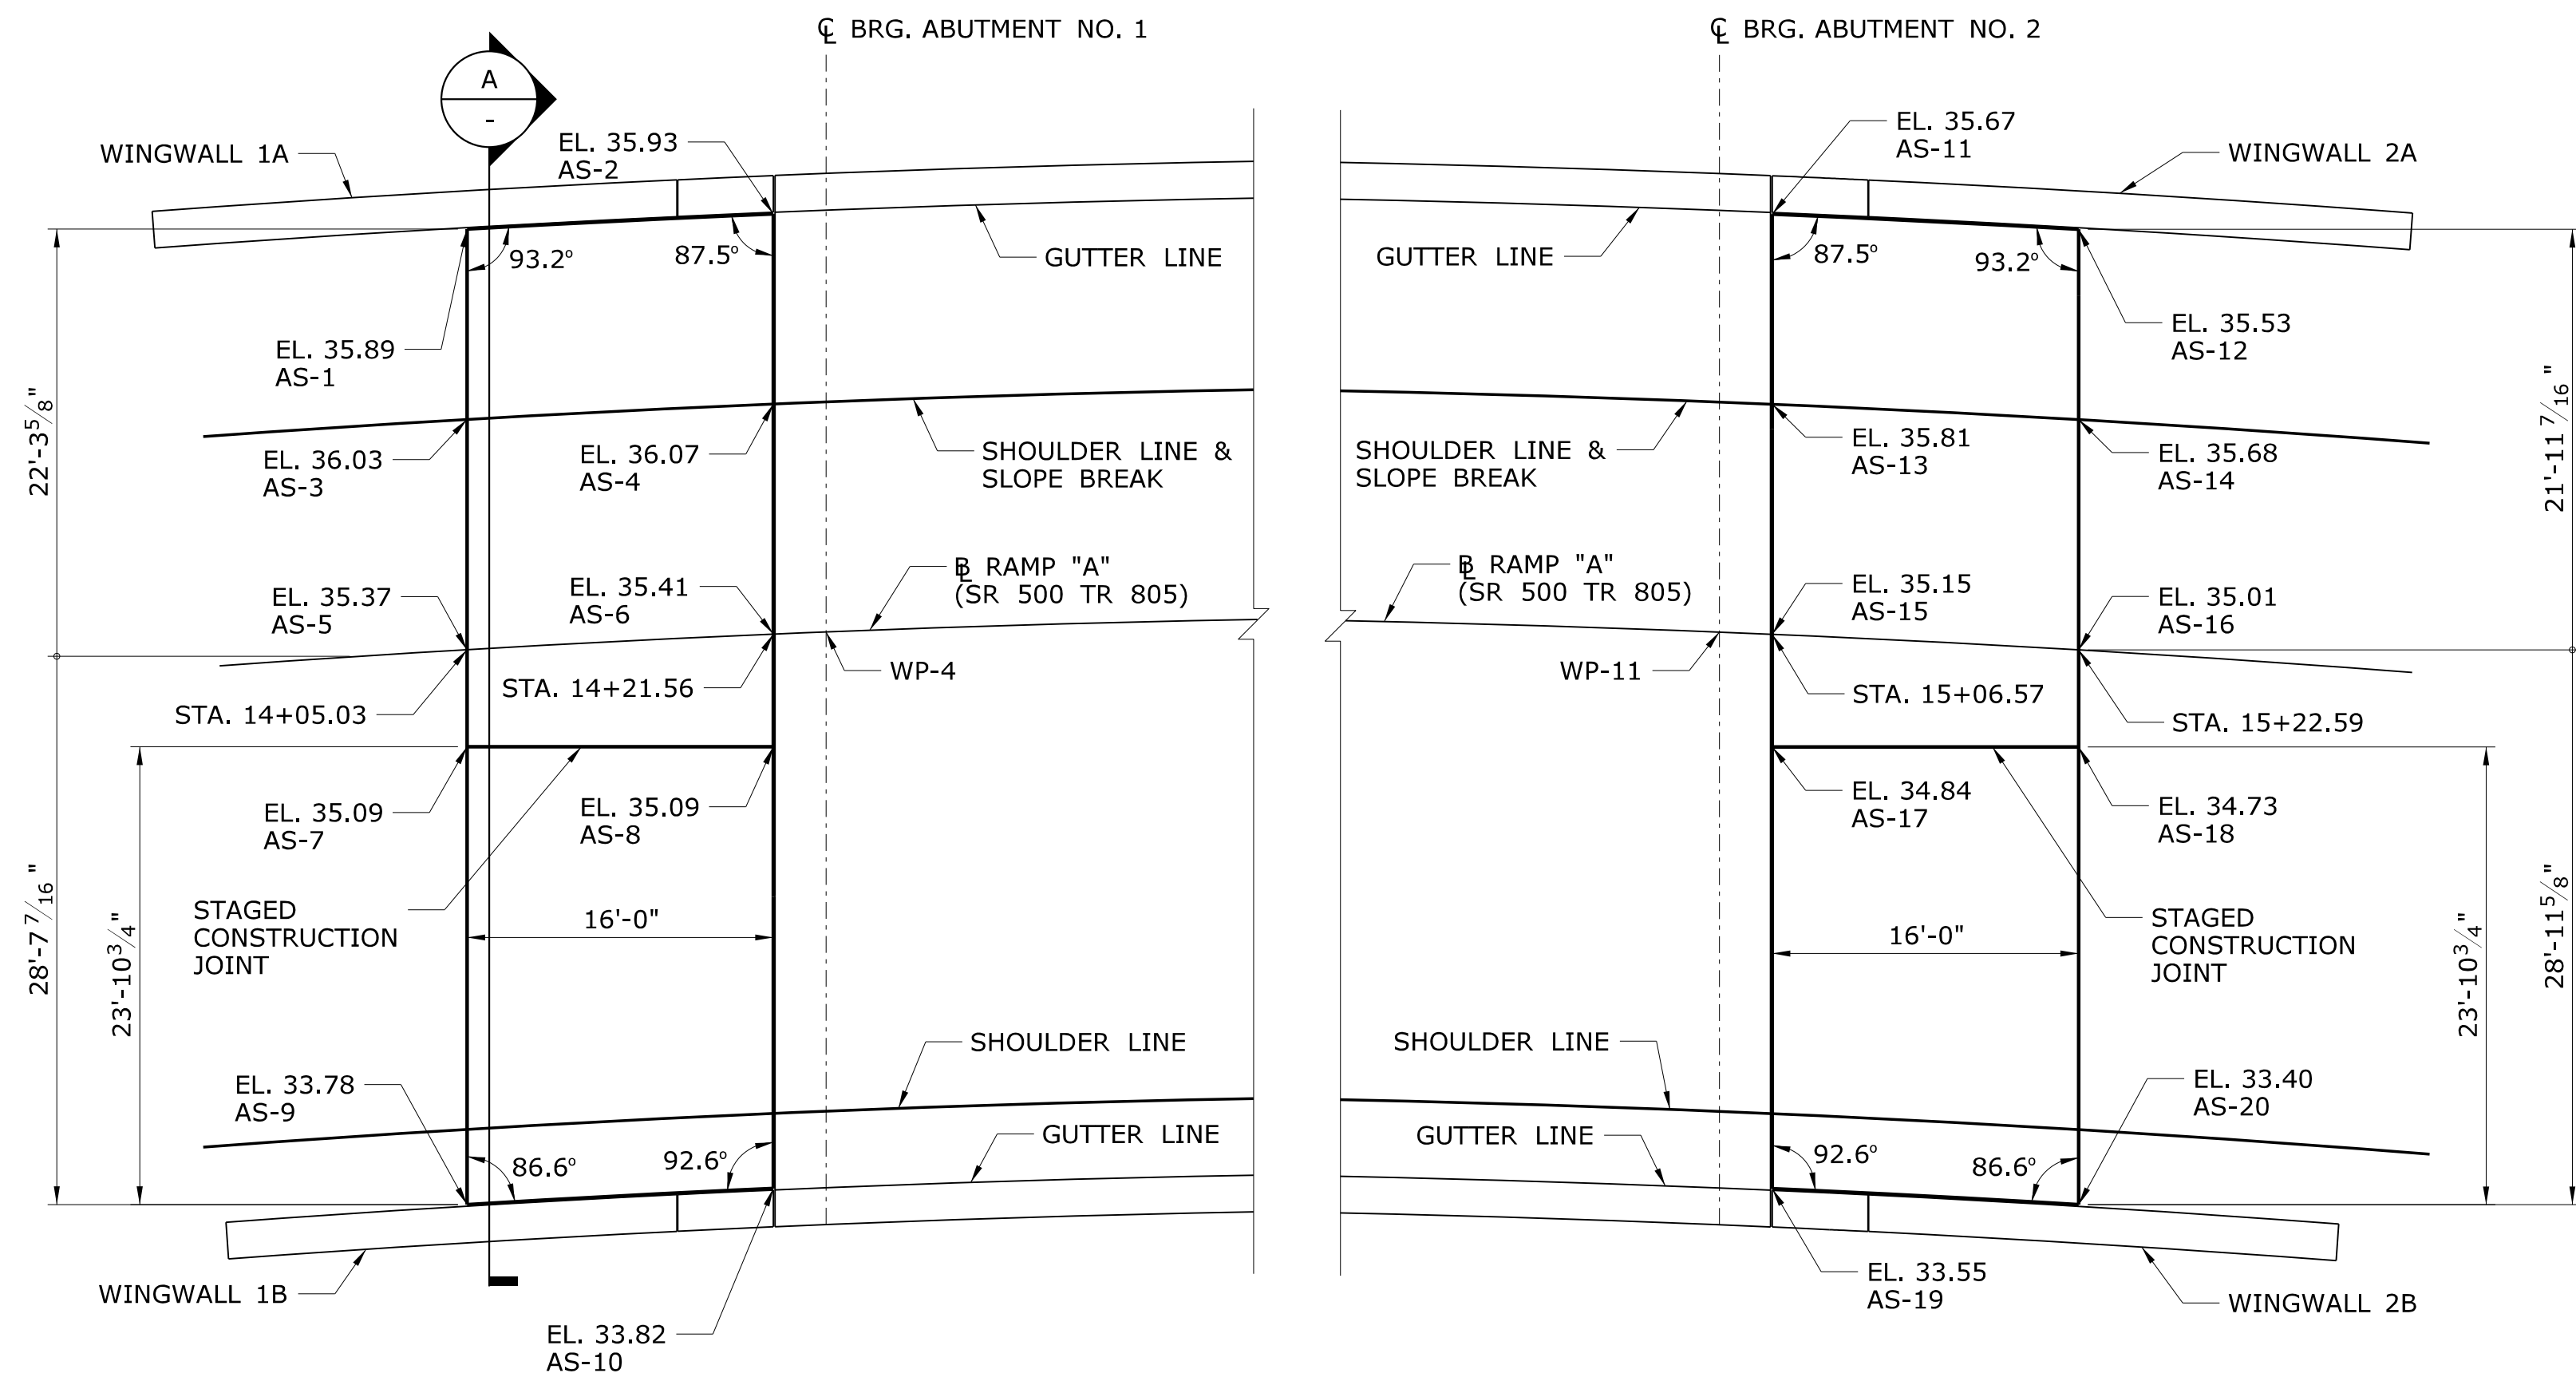 ℄ BRG. ABUTMENT NO. 1
℄ BRG. ABUTMENT NO. 2
A
-
WINGWALL 1A
EL. 35.93
AS-2
EL. 35.67
AS-11
WINGWALL 2A
93.2°
87.5°
GUTTER LINE
GUTTER LINE
87.5°
93.2°
EL. 35.89
AS-1
EL. 35.53
AS-12
22'-3 5/8"
21'-11 7/16"
EL. 36.03
AS-3
EL. 36.07
AS-4
SHOULDER LINE &
SLOPE BREAK
SHOULDER LINE &
SLOPE BREAK
EL. 35.81
AS-13
EL. 35.68
AS-14
EL. 35.37
AS-5
EL. 35.41
AS-6
BL RAMP "A"
(SR 500 TR 805)
BL RAMP "A"
(SR 500 TR 805)
EL. 35.15
AS-15
EL. 35.01
AS-16
STA. 14+05.03
STA. 14+21.56
WP-4
WP-11
STA. 15+06.57
STA. 15+22.59
EL. 35.09
AS-7
EL. 35.09
AS-8
EL. 34.84
AS-17
EL. 34.73
AS-18
28'-7 7/16"
23'-10 3/4"
STAGED
CONSTRUCTION
JOINT
16'-0"
16'-0"
STAGED
CONSTRUCTION
JOINT
23'-10 3/4"
28'-11 5/8"
SHOULDER LINE
SHOULDER LINE
EL. 33.78
AS-9
86.6°
92.6°
GUTTER LINE
GUTTER LINE
92.6°
86.6°
EL. 33.40
AS-20
WINGWALL 1B
EL. 33.82
AS-10
EL. 33.55
AS-19
WINGWALL 2B